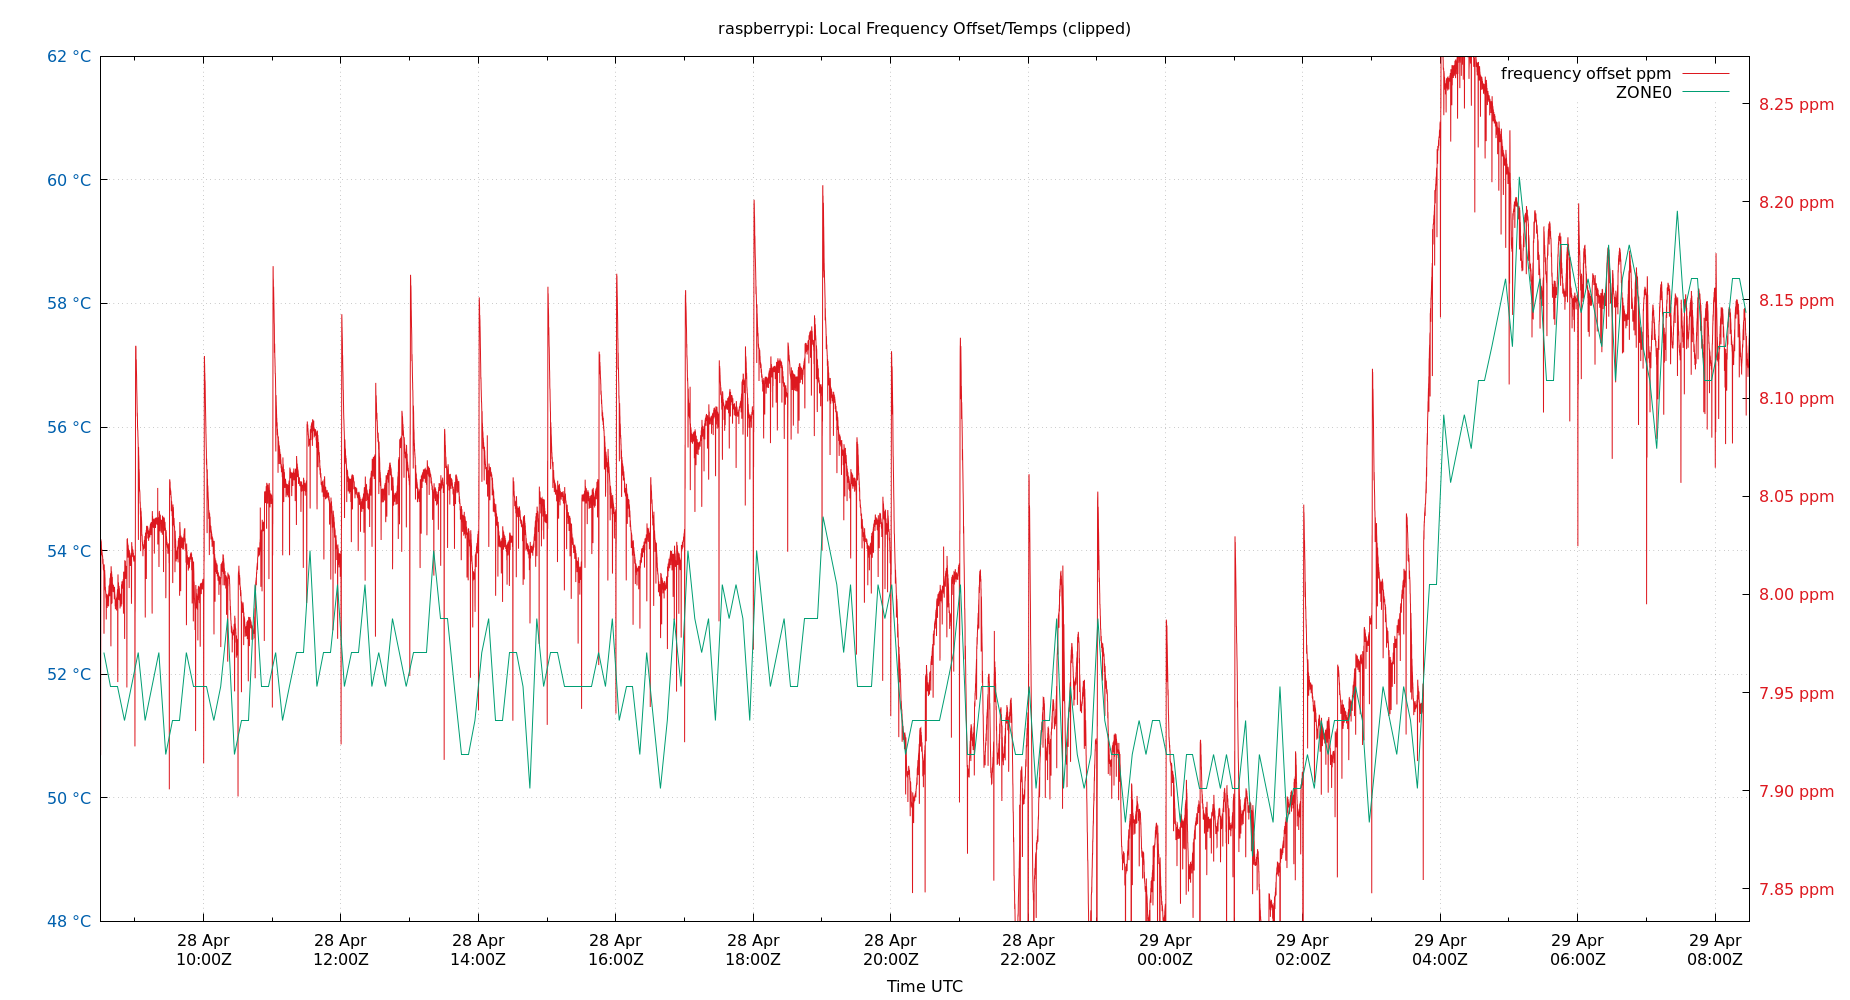 raspberrypi: Local Frequency Offset/Temps (clipped)
62 °C
60 °C
58 °C
56 °C
54 °C
52 °C
50 °C
48 °C
frequency offset ppm
ZONE0
8.25 ppm
8.20 ppm
8.15 ppm
8.10 ppm
8.05 ppm
8.00 ppm
7.95 ppm
7.90 ppm
7.85 ppm
28 Apr
10:00Z
28 Apr
12:00Z
28 Apr
14:00Z
28 Apr
16:00Z
28 Apr
18:00Z
28 Apr
20:00Z
28 Apr
22:00Z
29 Apr
00:00Z
29 Apr
02:00Z
29 Apr
04:00Z
29 Apr
06:00Z
29 Apr
08:00Z
Time UTC